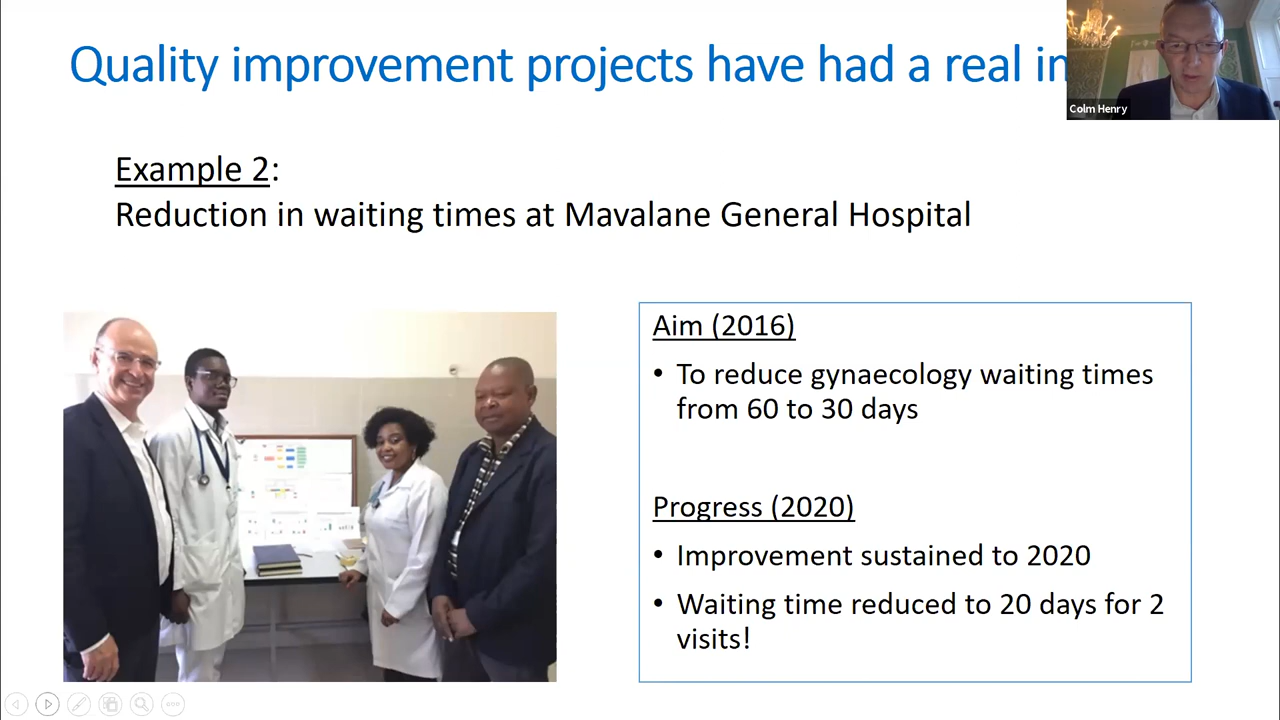 Quality improvement projects have had a real
Colm Henry
Example 2:
Reduction in waiting times at Mavalane General Hospital
Aim (2016)
• To reduce gynaecology waiting times
from 60 to 30 days
Progress (2020)
• Improvement sustained to 2020
• Waiting time reduced to 20 days for 2
visits!